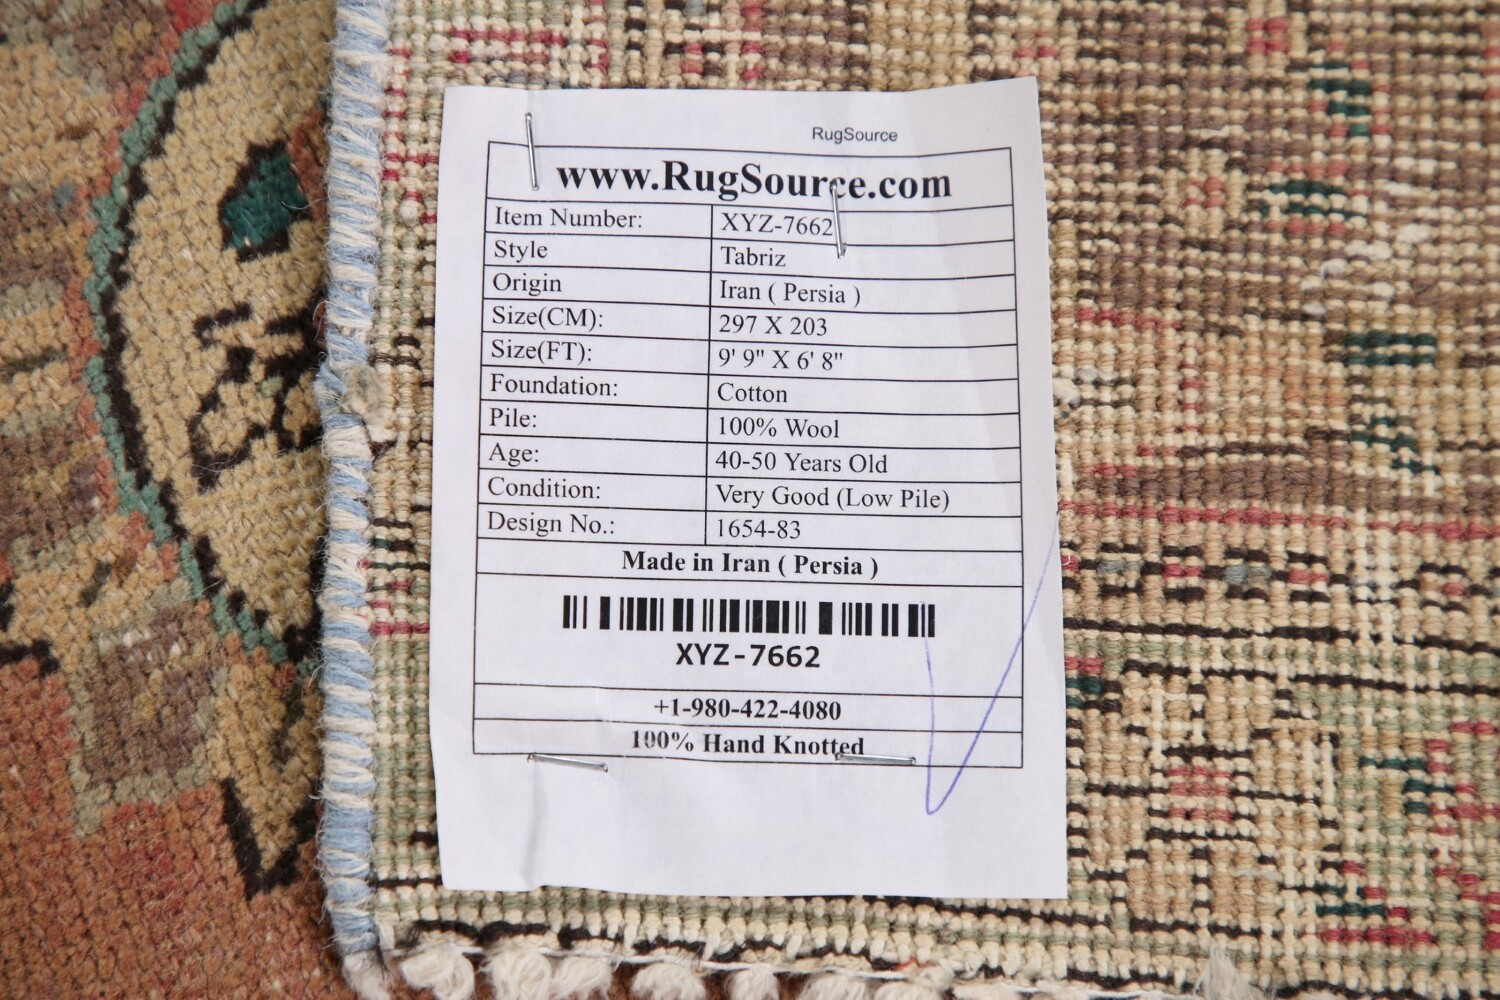 RugSource
www.RugSource.com
Item Number: XYZ-7662
Style Tabriz
Origin Iran ( Persia )
Size(CM): 297 X 203
Size(FT): 9' 9" X 6' 8"
Foundation: Cotton
Pile: 100% Wool
Age: 40-50 Years Old
Condition: Very Good (Low Pile)
Design No.: 1654-83
Made in Iran ( Persia )
XYZ-7662
+1-980-422-4080
100% Hand Knotted